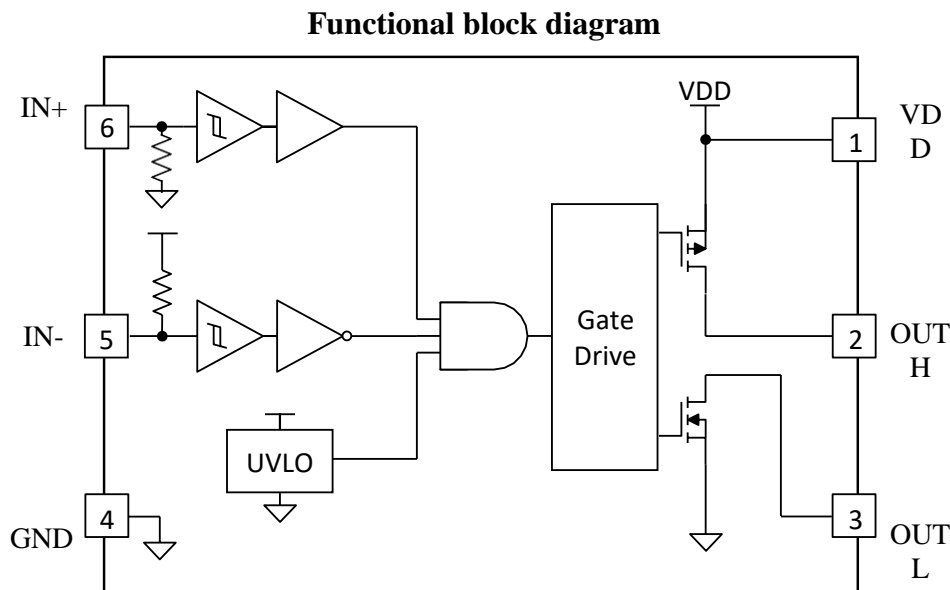 Functional block diagram
IN+
6
VDD
1
VD
D
IN-
5
Gate
Drive
2
OUT
H
UVLO
GND
4
3
OUT
L